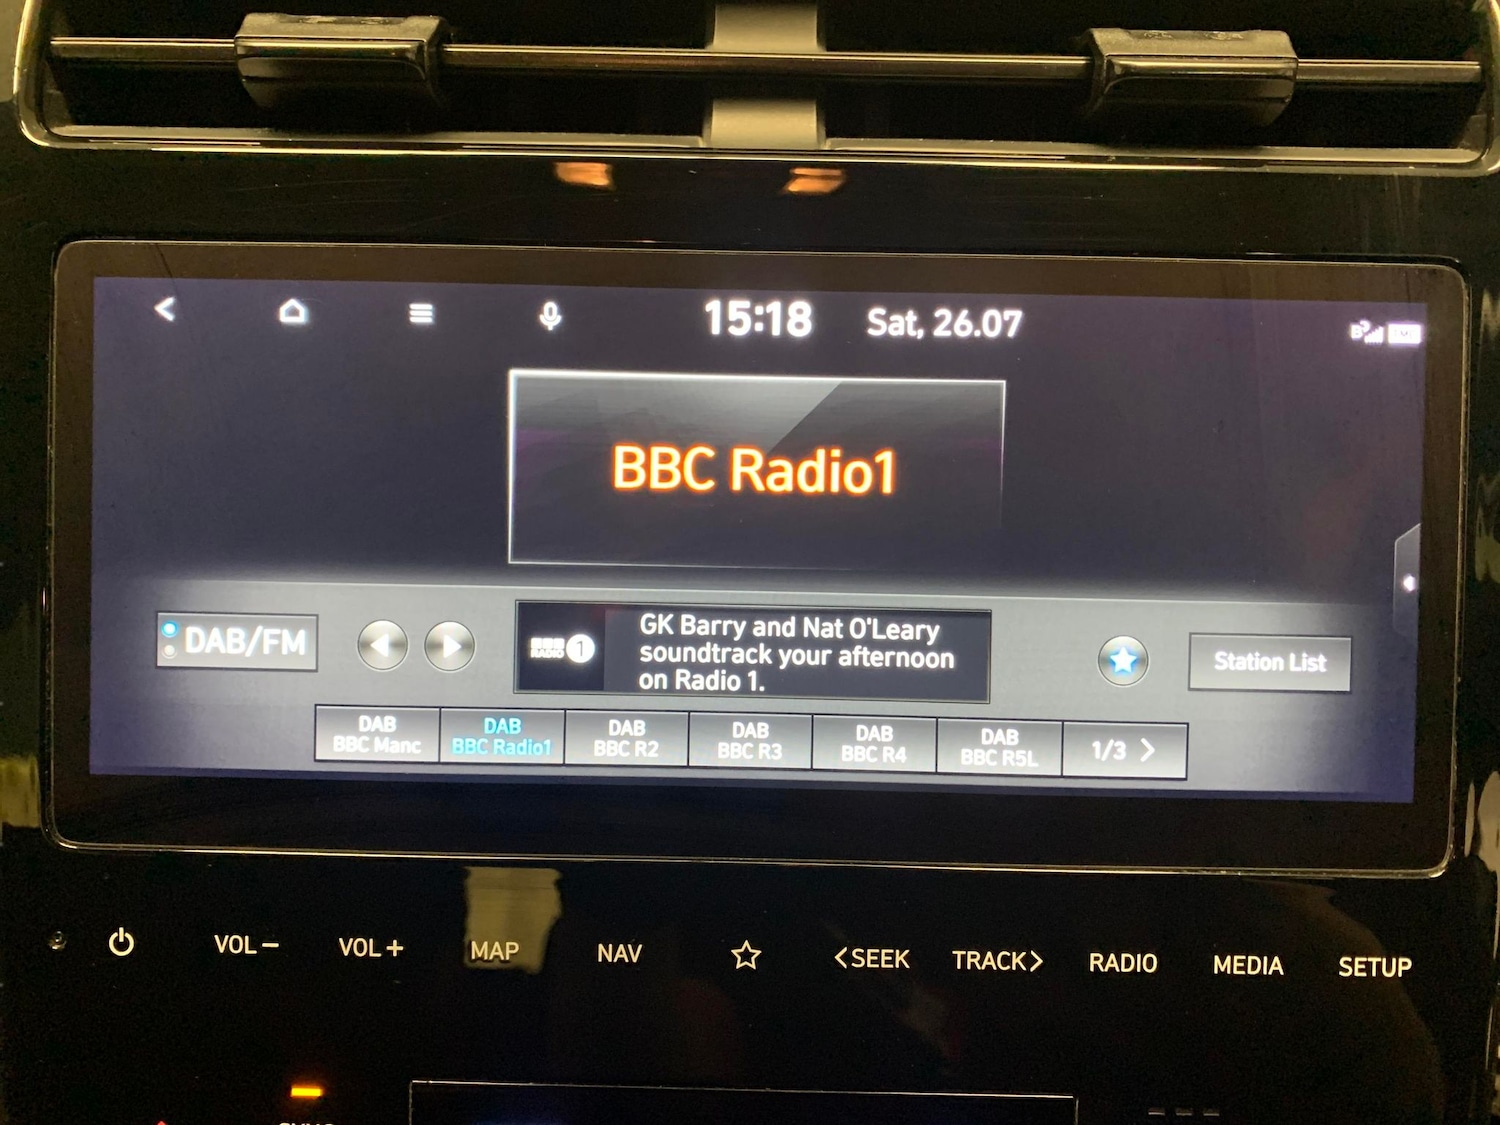 15:18 Sat, 26.07
BBC Radio1
DAB/FM
RADIO 1
GK Barry and Nat O'Leary
soundtrack your afternoon
on Radio 1.
Station List
DAB
BBC Manc
DAB
BBC Radio1
DAB
BBC R2
DAB
BBC R3
DAB
BBC R4
DAB
BBC R5L
1/3 >
VOL– VOL+ MAP NAV <SEEK TRACK> RADIO MEDIA SETUP